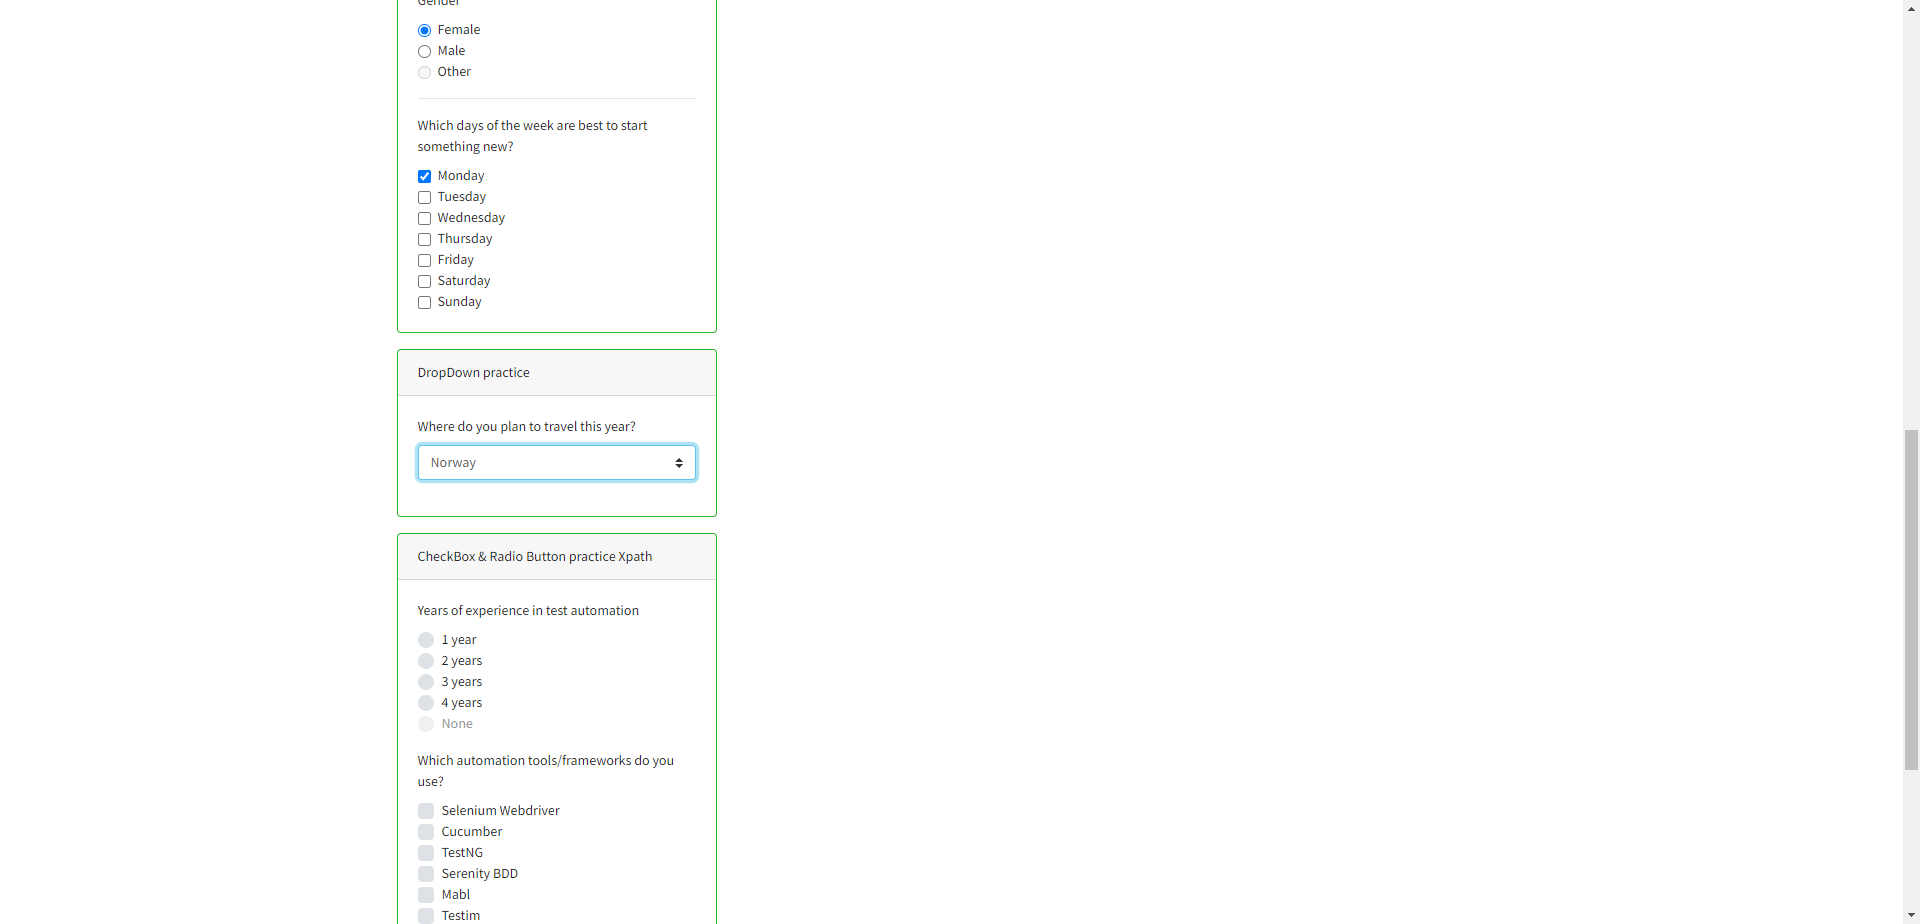 Gender
Female
Male
Other
Which days of the week are best to start
something new?
Monday
Tuesday
Wednesday
Thursday
Friday
Saturday
Sunday
DropDown practice
Where do you plan to travel this year?
Norway
CheckBox & Radio Button practice Xpath
Years of experience in test automation
1 year
2 years
3 years
4 years
None
Which automation tools/frameworks do you
use?
Selenium Webdriver
Cucumber
TestNG
Serenity BDD
Mabl
Testim